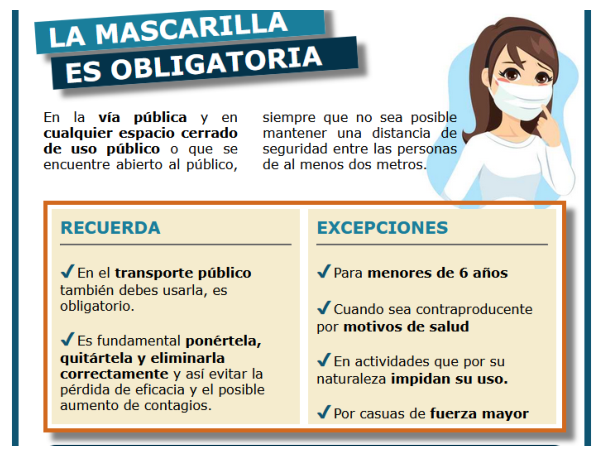 LA MASCARILLA
ES OBLIGATORIA
En la vía pública y en
cualquier espacio cerrado
de uso público o que se
encuentre abierto al público,
siempre que no sea posible
mantener una distancia de
seguridad entre las personas
de al menos dos metros.
RECUERDA
✔En el transporte público
también debes usarla, es
obligatorio.
✔Es fundamental ponértela,
quitártela y eliminarla
correctamente y así evitar la
pérdida de eficacia y el posible
aumento de contagios.
EXCEPCIONES
✔Para menores de 6 años
✔Cuando sea contraproducente
por motivos de salud
✔En actividades que por su
naturaleza impidan su uso.
✔Por casuas de fuerza mayor